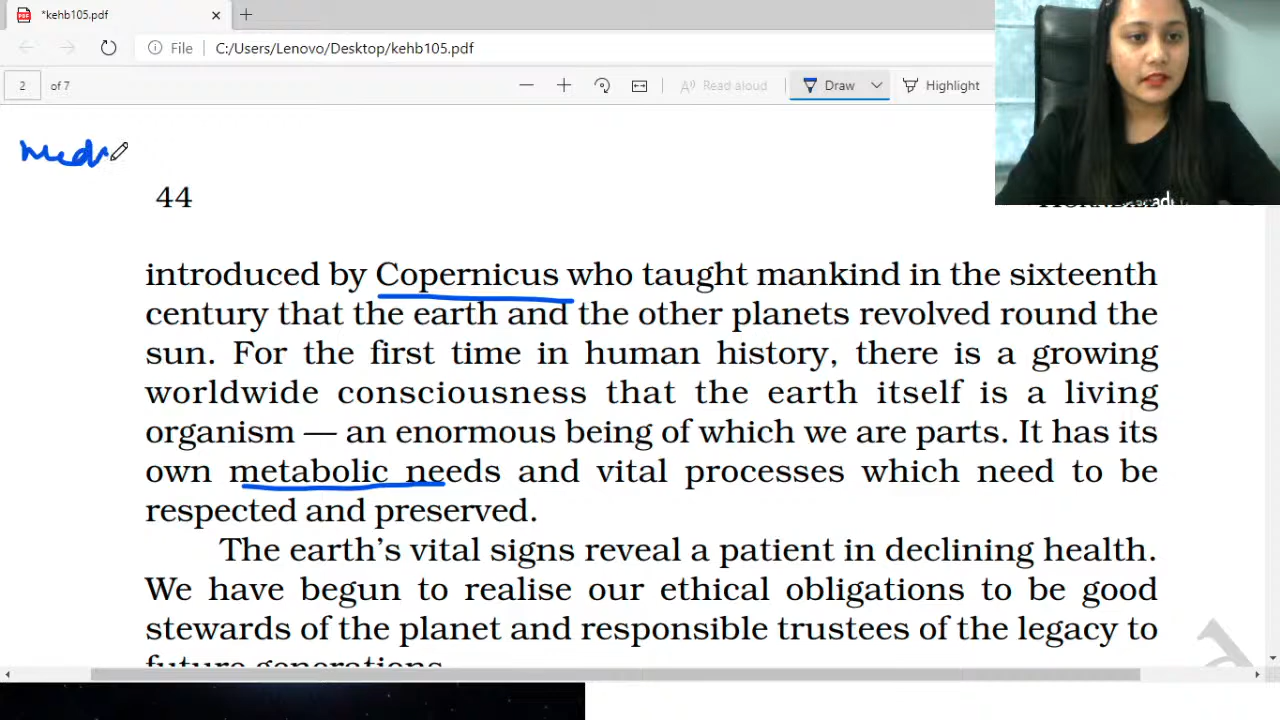 *kehb105.pdf
File C:/Users/Lenovo/Desktop/kehb105.pdf
2 of 7 Read aloud Draw Highlight
44
introduced by Copernicus who taught mankind in the sixteenth
century that the earth and the other planets revolved round the
sun. For the first time in human history, there is a growing
worldwide consciousness that the earth itself is a living
organism — an enormous being of which we are parts. It has its
own metabolic needs and vital processes which need to be
respected and preserved.
The earth's vital signs reveal a patient in declining health.
We have begun to realise our ethical obligations to be good
stewards of the planet and responsible trustees of the legacy to
future generations.